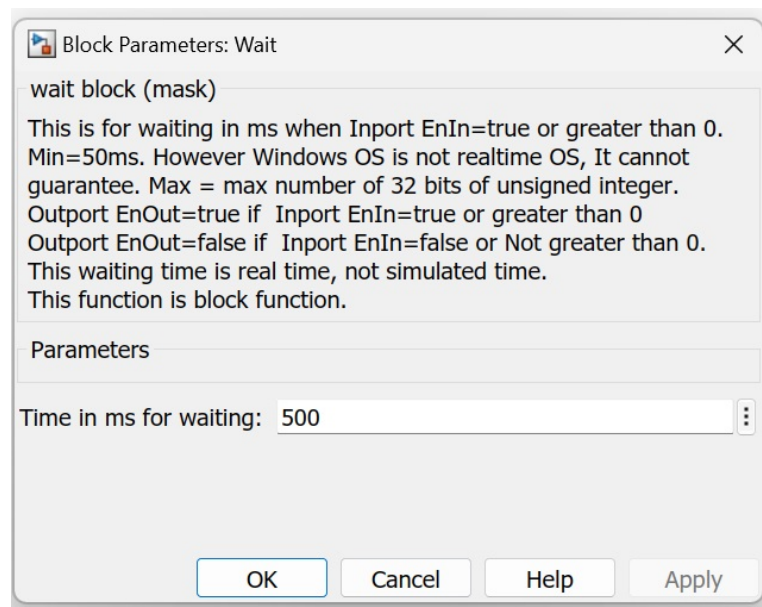 Block Parameters: Wait
wait block (mask)
This is for waiting in ms when Inport EnIn=true or greater than 0.
Min=50ms. However Windows OS is not realtime OS, It cannot
guarantee. Max = max number of 32 bits of unsigned integer.
Outport EnOut=true if  Inport EnIn=true or greater than 0
Outport EnOut=false if  Inport EnIn=false or Not greater than 0.
This waiting time is real time, not simulated time.
This function is block function.
Parameters
Time in ms for waiting: 500
OK Cancel Help Apply